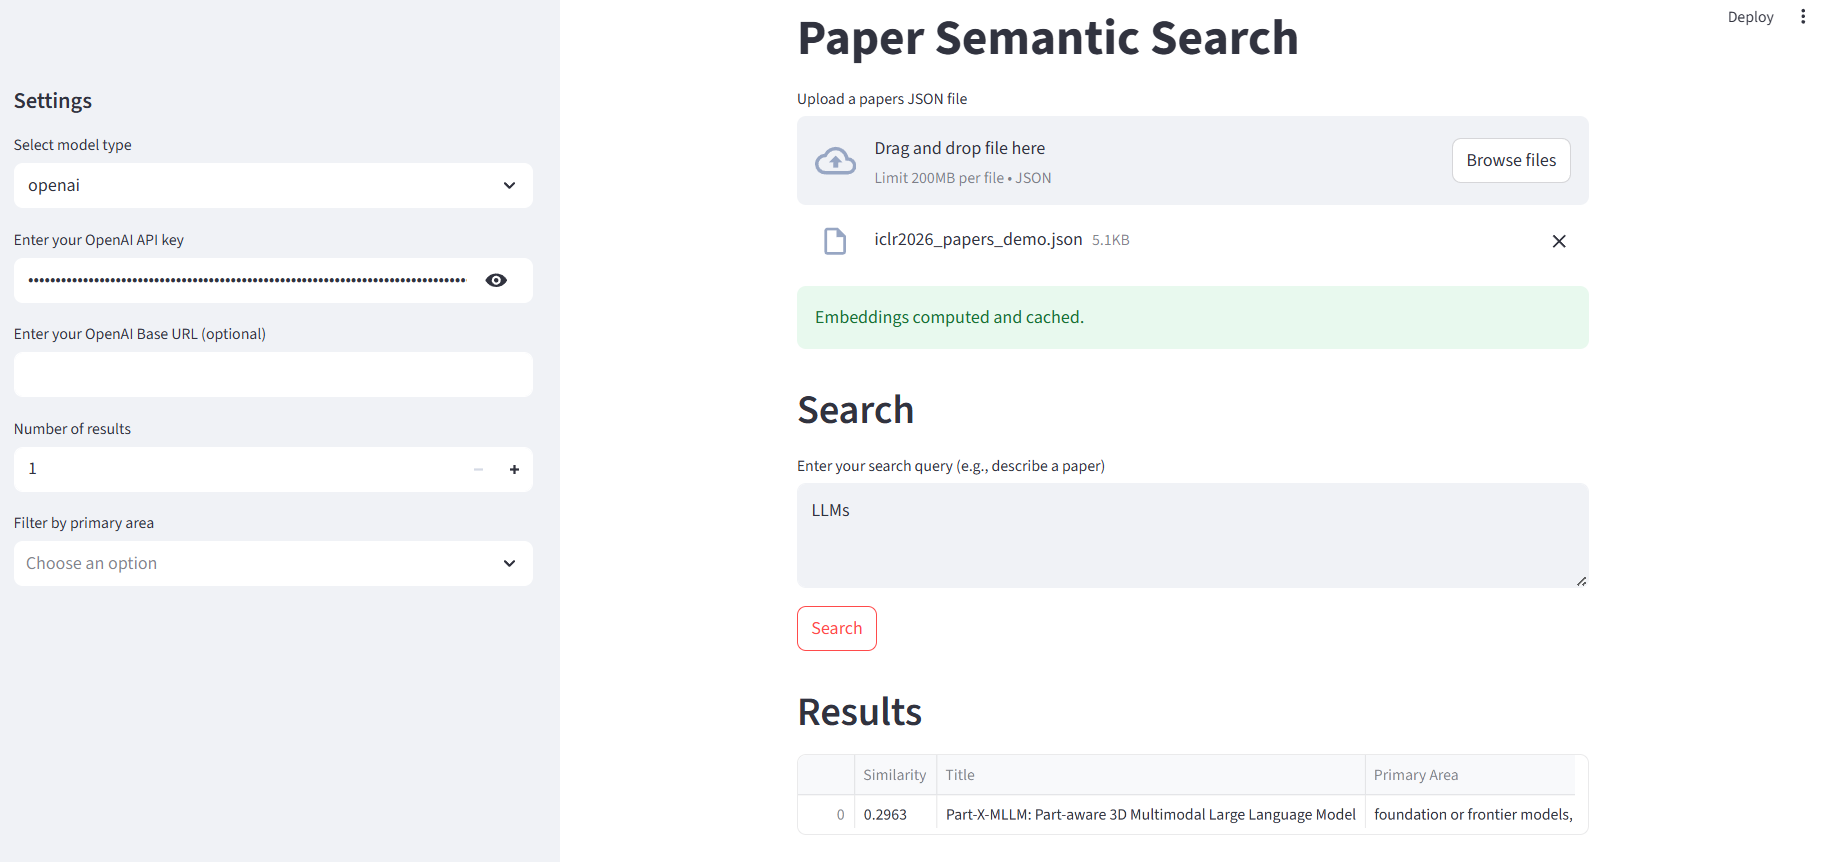 Deploy
Settings
Select model type
openai
Enter your OpenAI API key
Enter your OpenAI Base URL (optional)
Number of results
1
Filter by primary area
Choose an option
Paper Semantic Search
Upload a papers JSON file
Drag and drop file here
Limit 200MB per file • JSON
Browse files
iclr2026_papers_demo.json 5.1KB
Embeddings computed and cached.
Search
Enter your search query (e.g., describe a paper)
LLMs
Search
Results
Similarity Title Primary Area
0 0.2963 Part-X-MLLM: Part-aware 3D Multimodal Large Language Model foundation or frontier models,